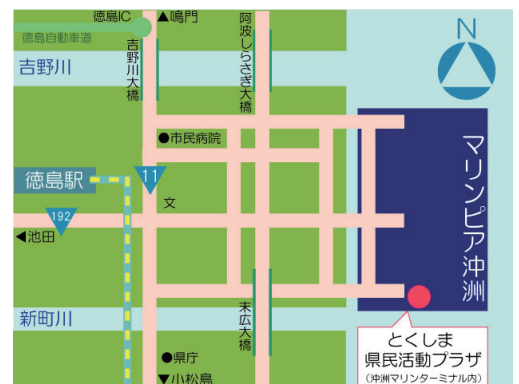 徳島IC
▲鳴門
徳島自動車道
吉野川
吉野川大橋
阿波しらさぎ大橋
N
●市民病院
徳島駅
11
文
192
◀池田
マリンピア沖洲
新町川
末広大橋
●県庁
▼小松島
とくしま
県民活動プラザ
(沖洲マリンターミナル内)